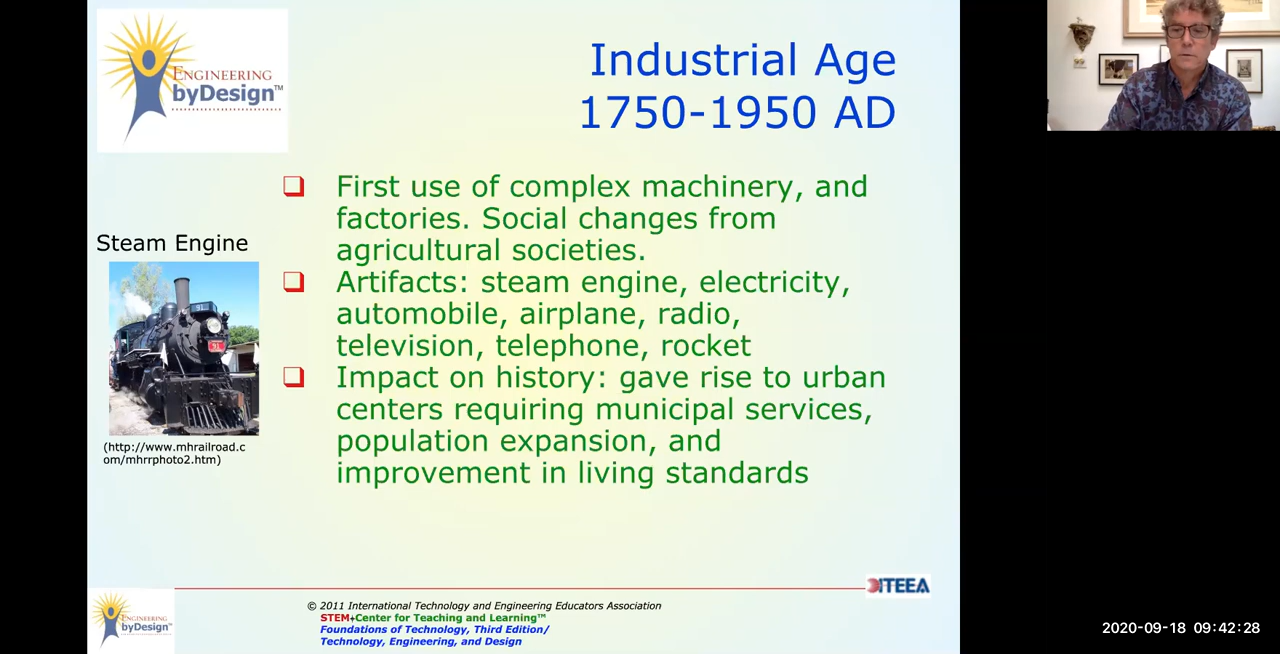 ENGINEERING
byDesign™
Industrial Age
1750-1950 AD
❑ First use of complex machinery, and
factories. Social changes from
agricultural societies.
❑ Artifacts: steam engine, electricity,
automobile, airplane, radio,
television, telephone, rocket
❑ Impact on history: gave rise to urban
centers requiring municipal services,
population expansion, and
improvement in living standards
Steam Engine
91
91
(http://www.mhrailroad.c
om/mhrrphoto2.htm)
ENGINEERING
byDesign™
© 2011 International Technology and Engineering Educators Association
STEM+Center for Teaching and Learning™
Foundations of Technology, Third Edition/
Technology, Engineering, and Design
ITEEA
2020-09-18 09:42:28